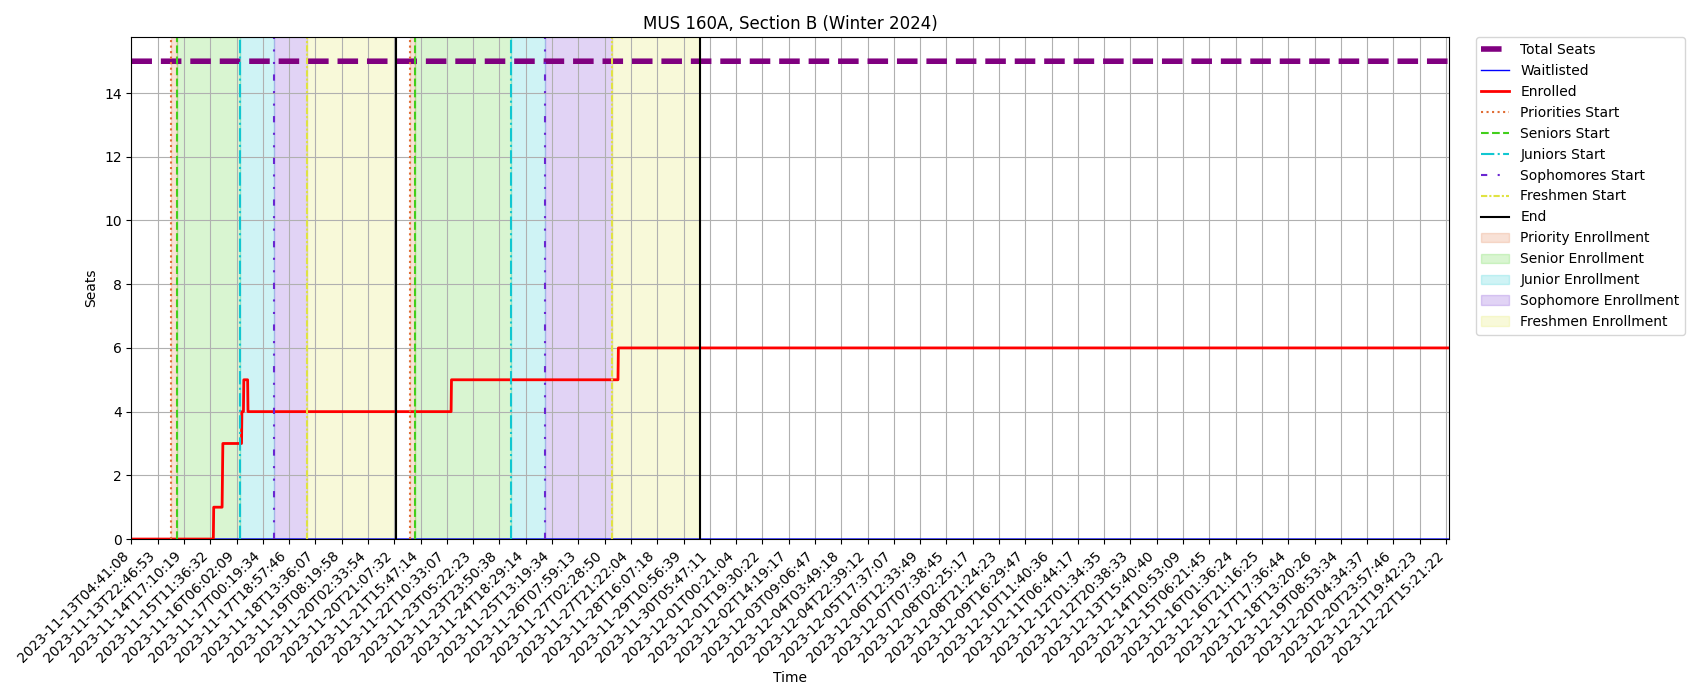 MUS 160A, Section B (Winter 2024)
Total Seats
Waitlisted
Enrolled
Priorities Start
Seniors Start
Juniors Start
Sophomores Start
Freshmen Start
End
Priority Enrollment
Senior Enrollment
Junior Enrollment
Sophomore Enrollment
Freshmen Enrollment
Seats
14
12
10
8
6
4
2
0
2023-11-13T04:41:08
2023-11-13T22:46:53
2023-11-14T17:10:19
2023-11-15T11:36:32
2023-11-16T06:02:09
2023-11-17T00:19:34
2023-11-17T18:57:46
2023-11-18T13:36:07
2023-11-19T08:19:58
2023-11-20T02:33:54
2023-11-20T21:07:32
2023-11-21T15:47:14
2023-11-22T10:33:07
2023-11-23T05:22:23
2023-11-23T23:50:38
2023-11-24T18:29:14
2023-11-25T13:19:34
2023-11-26T07:59:13
2023-11-27T02:28:50
2023-11-27T21:22:04
2023-11-28T16:07:18
2023-11-29T10:56:39
2023-11-30T05:47:11
2023-12-01T00:21:04
2023-12-01T19:30:22
2023-12-02T14:19:17
2023-12-03T09:06:47
2023-12-04T03:49:18
2023-12-04T22:39:12
2023-12-05T17:37:07
2023-12-06T12:33:49
2023-12-07T07:38:45
2023-12-08T02:25:17
2023-12-08T21:24:23
2023-12-09T16:29:47
2023-12-10T11:40:36
2023-12-11T06:44:17
2023-12-12T01:34:35
2023-12-12T20:38:33
2023-12-13T15:40:40
2023-12-14T10:53:09
2023-12-15T06:21:45
2023-12-16T01:36:24
2023-12-16T21:16:25
2023-12-17T17:36:44
2023-12-18T13:20:26
2023-12-19T08:53:34
2023-12-20T04:34:37
2023-12-20T23:57:46
2023-12-21T19:42:23
2023-12-22T15:21:22
Time